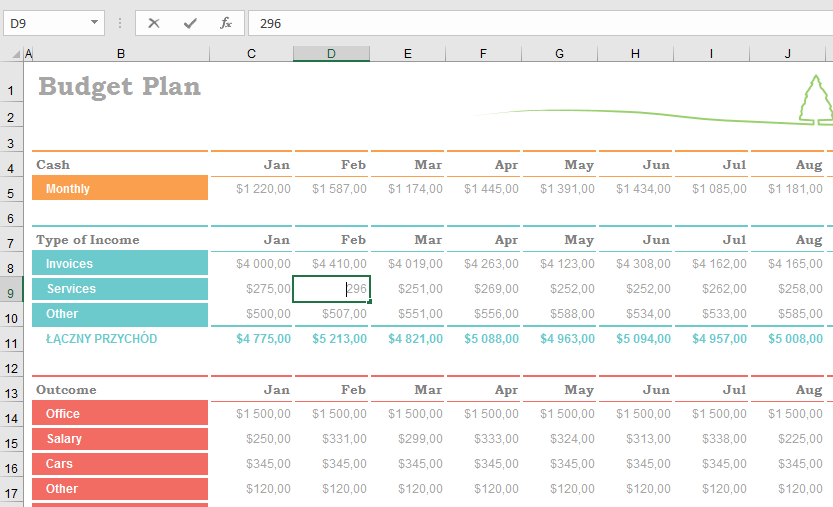 D9 fx 296
A B C D E F G H I J
1 Budget Plan
2
3
4 Cash Jan Feb Mar Apr May Jun Jul Aug
5 Monthly $1 220,00 $1 587,00 $1 174,00 $1 445,00 $1 391,00 $1 434,00 $1 085,00 $1 181,00
6
7 Type of Income Jan Feb Mar Apr May Jun Jul Aug
8 Invoices $4 000,00 $4 410,00 $4 019,00 $4 263,00 $4 123,00 $4 308,00 $4 162,00 $4 165,00
9 Services $275,00 296 $251,00 $269,00 $252,00 $252,00 $262,00 $258,00
10 Other $500,00 $507,00 $551,00 $556,00 $588,00 $534,00 $533,00 $585,00
11 ŁĄCZNY PRZYCHÓD $4 775,00 $5 213,00 $4 821,00 $5 088,00 $4 963,00 $5 094,00 $4 957,00 $5 008,00
12
13 Outcome Jan Feb Mar Apr May Jun Jul Aug
14 Office $1 500,00 $1 500,00 $1 500,00 $1 500,00 $1 500,00 $1 500,00 $1 500,00 $1 500,00
15 Salary $250,00 $331,00 $299,00 $333,00 $324,00 $313,00 $338,00 $225,00
16 Cars $345,00 $345,00 $345,00 $345,00 $345,00 $345,00 $345,00 $345,00
17 Other $120,00 $120,00 $120,00 $120,00 $120,00 $120,00 $120,00 $120,00